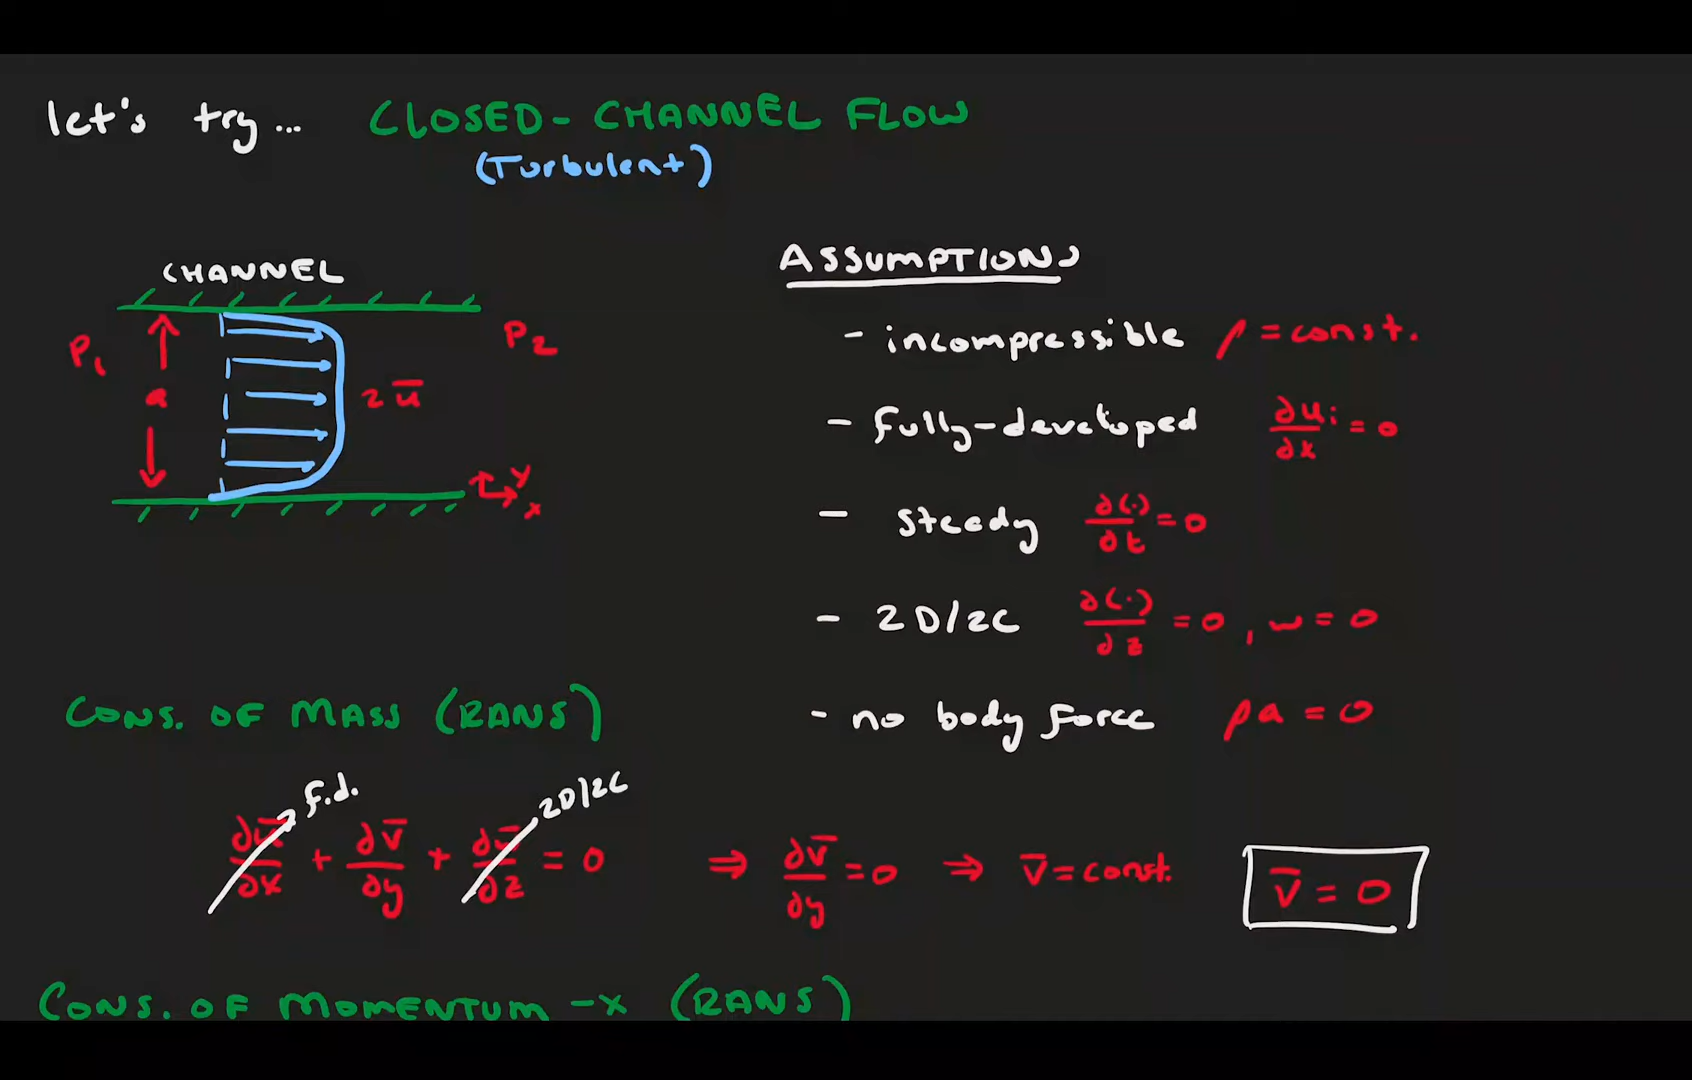 let's try... CLOSED-CHANNEL FLOW
(Turbulent)
CHANNEL
P₁
a
2 ū
P₂
y
x
ASSUMPTIONS
- incompressible ρ = const.
- fully-developed ∂uᵢ/∂x = 0
- steady ∂(·)/∂t = 0
- 2D/2C ∂(·)/∂z = 0, w = 0
- no body force ρa = 0
CONS. OF MASS (RANS)
f.d. 2D/2C
∂ū/∂x + ∂v̄/∂y + ∂w̄/∂z = 0 ⇒ ∂v̄/∂y = 0 ⇒ v̄ = const. v̄ = 0
CONS. OF MOMENTUM -x (RANS)